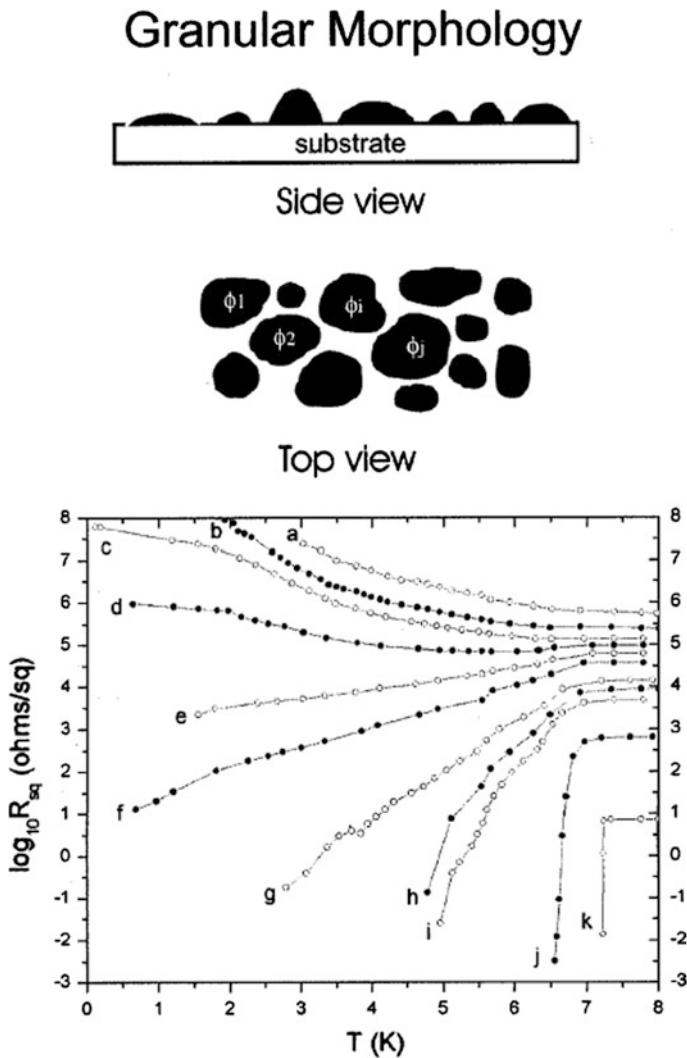 Granular Morphology
substrate
Side view
ϕ1
ϕi
ϕ2
ϕj
Top view
8
7
6
5
4
3
2
1
0
-1
-2
-3
8
7
6
5
4
3
2
1
0
-1
-2
-3
a
b
c
d
e
f
g
h
i
j
k
log₁₀R_sq (ohms/sq)
0 1 2 3 4 5 6 7 8
T (K)